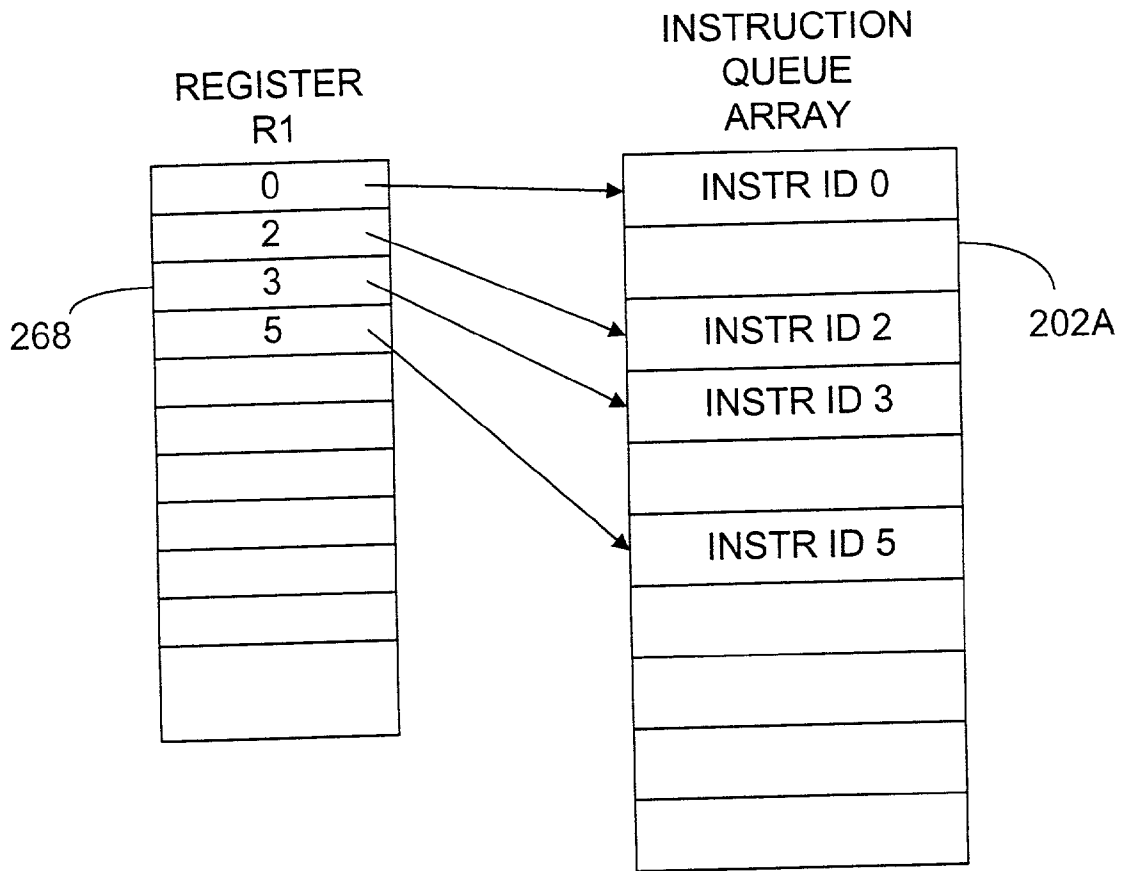 REGISTER
R1
0
2
3
5
268
INSTRUCTION
QUEUE
ARRAY
INSTR ID 0
INSTR ID 2
INSTR ID 3
INSTR ID 5
202A